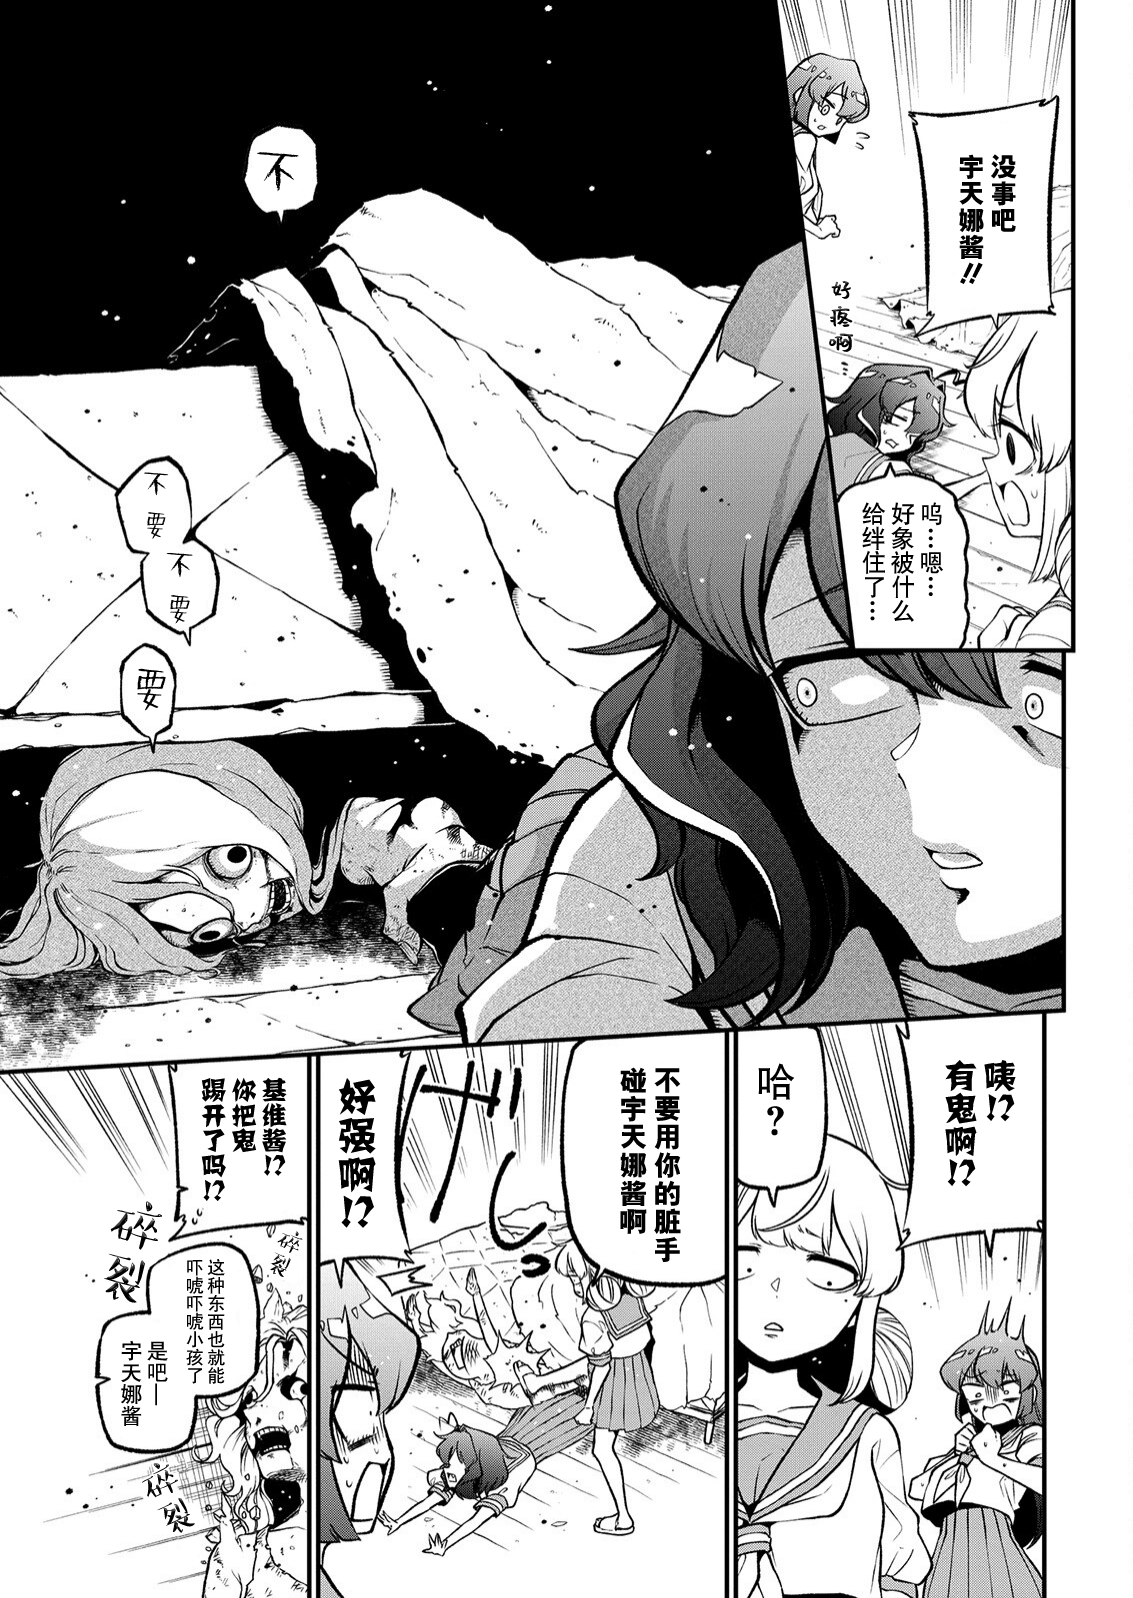 没事吧
宇天娜酱!!
好疼啊…
呜…嗯…
好象被什么
给绊住了…
不
不要
不要
要
咦!?
有鬼啊!?
哈?
不要用你的脏手
碰宇天娜酱啊
好强啊!?
基维酱!?
你把鬼
踢开了吗!?
碎裂
碎裂
这种东西也就能
吓唬吓唬小孩了
是吧—
宇天娜酱
碎裂